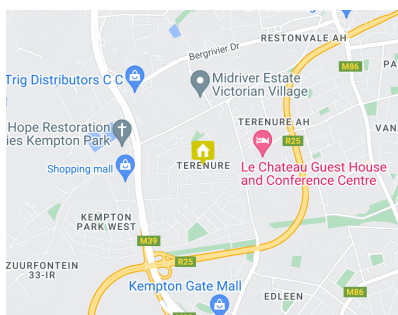 RESTONVALE AH
Bergrivier Dr
M86
Trig Distributors C C
Midriver Estate
Victorian Village
PA
TERENURE AH
Hope Restoration
ies Kempton Park
VAN
R25
TERENURE
Le Chateau Guest House
and Conference Centre
Shopping mall
KEMPTON
PARK WEST
M39
ZUURFONTEIN
33-IR
R25
Kempton Gate Mall
EDLEEN
M86